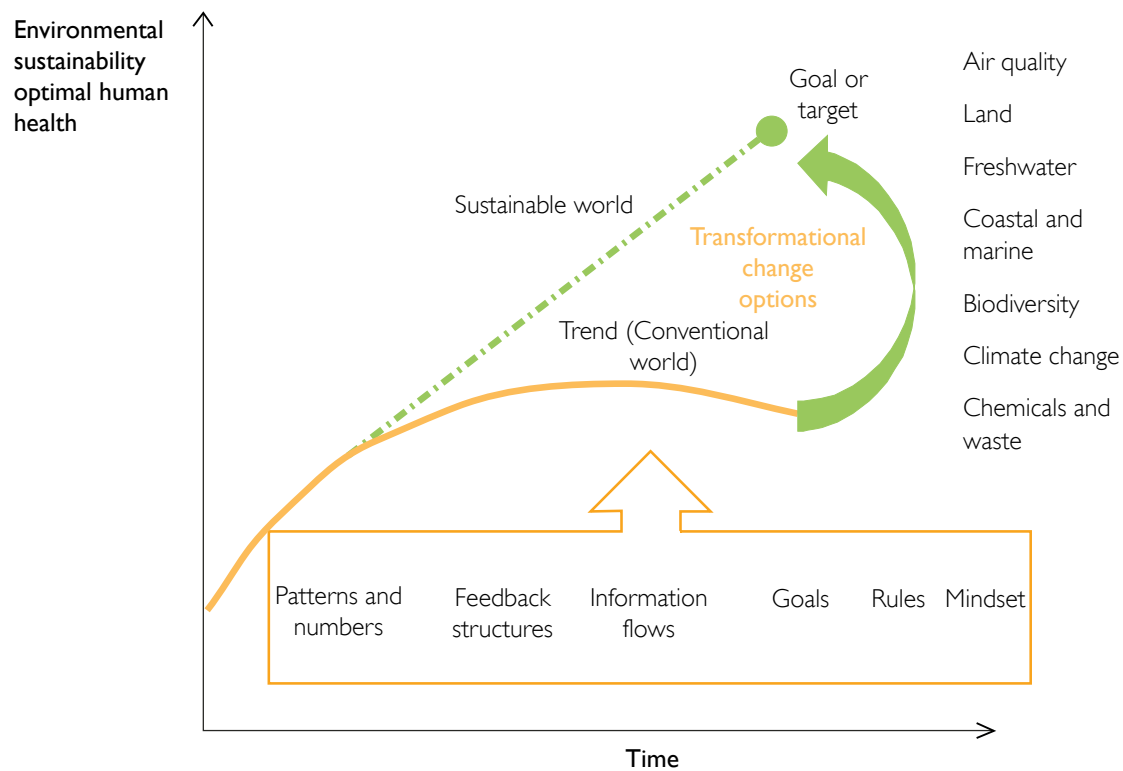 Environmental
sustainability
optimal human
health
Goal or
target
Sustainable world
Transformational
change
options
Trend (Conventional
world)
Air quality
Land
Freshwater
Coastal and
marine
Biodiversity
Climate change
Chemicals and
waste
Patterns and
numbers
Feedback
structures
Information
flows
Goals
Rules
Mindset
Time